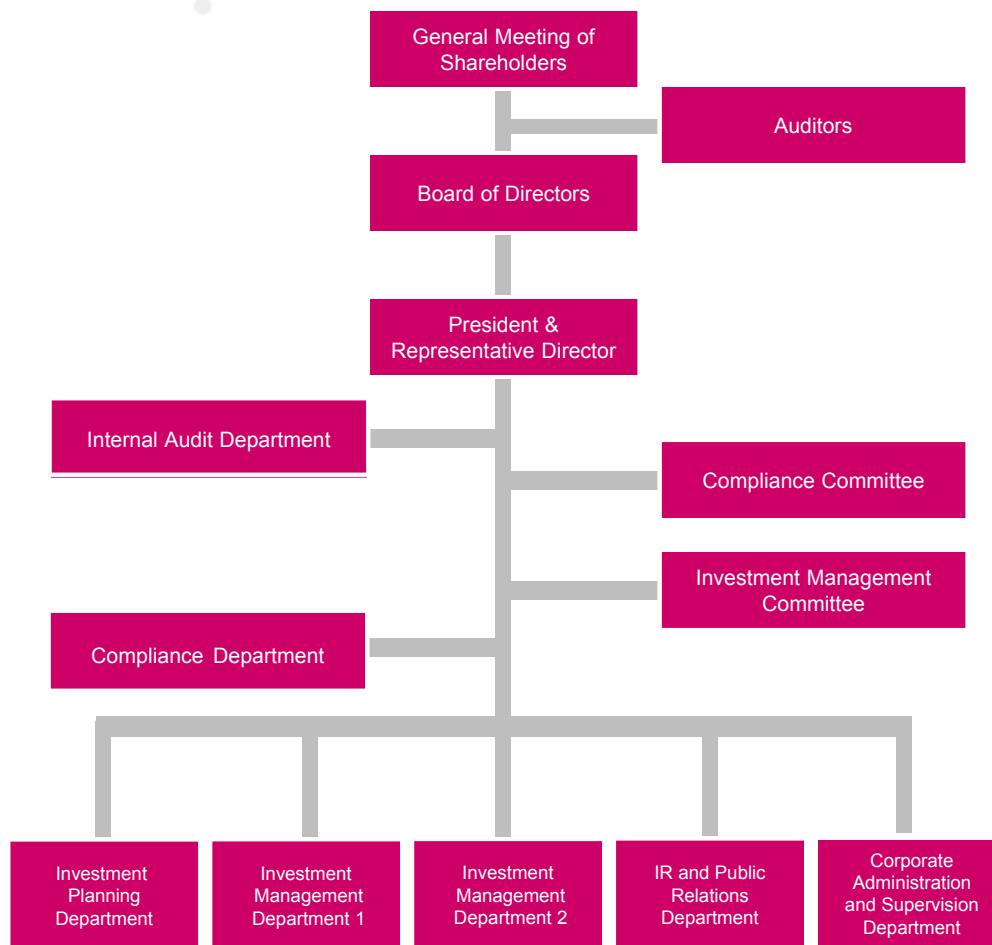 General Meeting of
Shareholders
Auditors
Board of Directors
President &
Representative Director
Internal Audit Department
Compliance Committee
Investment Management
Committee
Compliance Department
Investment
Planning
Department
Investment
Management
Department 1
Investment
Management
Department 2
IR and Public
Relations
Department
Corporate
Administration
and Supervision
Department